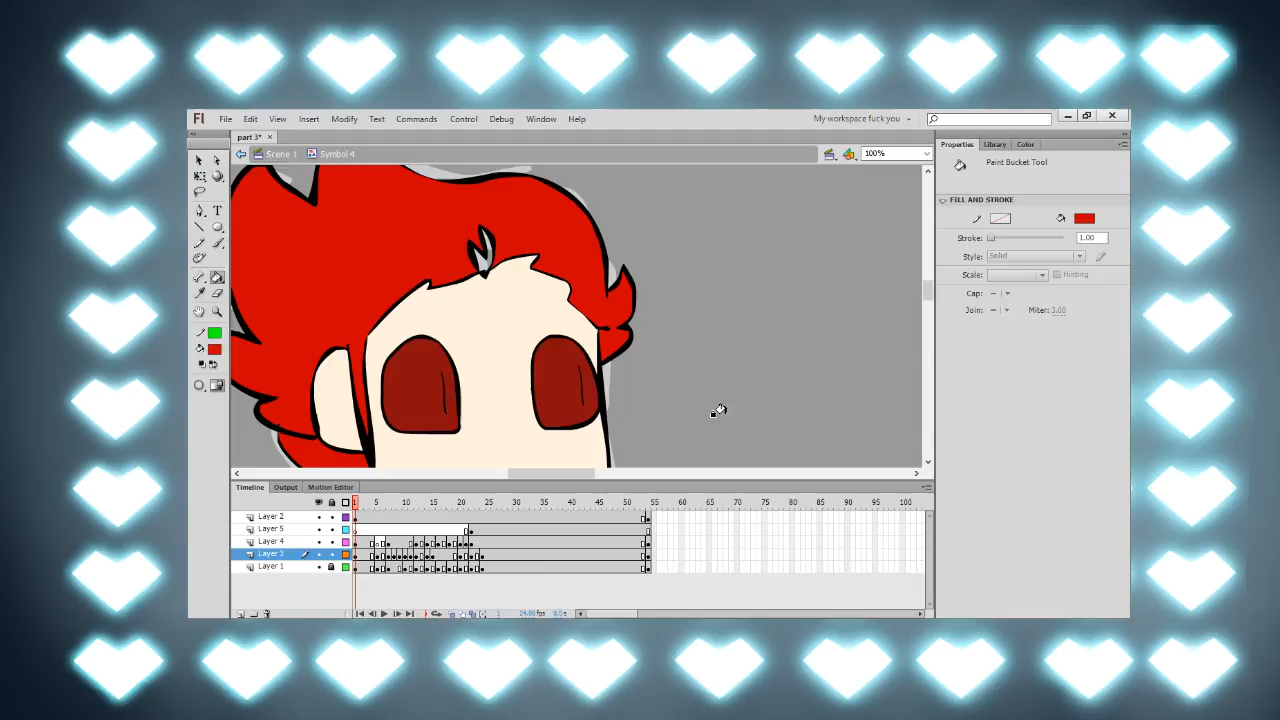 Fl File Edit View Insert Modify Text Commands Control Debug Window Help My workspace fuck you
part 3* ×
Scene 1 Symbol 4 100%
Properties Library Color
Paint Bucket Tool
FILL AND STROKE
Stroke: 1.00
Style: Solid
Scale: Hinting
Cap:
Join: Miter: 3.00
Timeline Output Motion Editor
1 5 10 15 20 25 30 35 40 45 50 55 60 65 70 75 80 85 90 95 100
Layer 2
Layer 5
Layer 4
Layer 3
Layer 1
1 24.00 fps 0.0 s